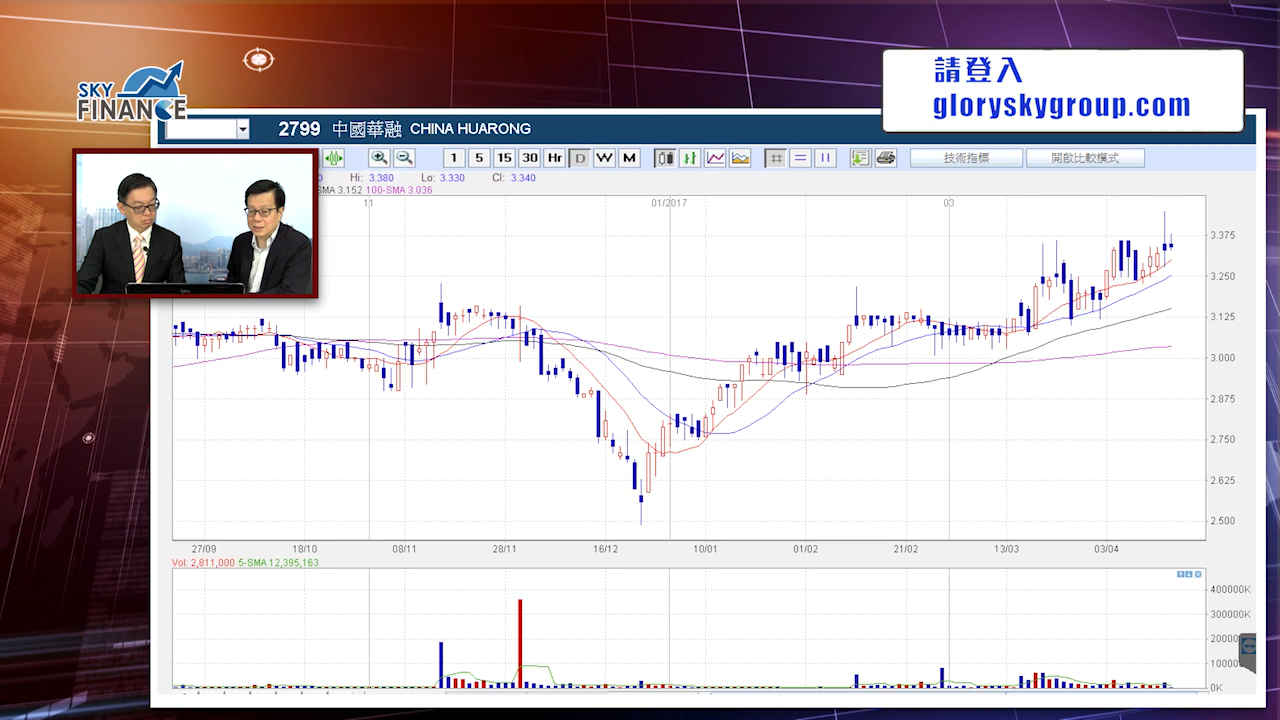 SKY
FINANCE
請登入
gloryskygroup.com
2799 中國華融 CHINA HUARONG
1 5 15 30 Hr D W M 技術指標 開啟比較模式
0 Hi: 3.380 Lo: 3.330 Cl: 3.340
SMA 3.152 100-SMA 3.036
11 01/2017 03
3.375
3.250
3.125
3.000
2.875
2.750
2.625
2.500
27/09 18/10 08/11 28/11 16/12 10/01 01/02 21/02 13/03 03/04
Vol: 2,811,000 5-SMA 12,395,163
400000K
300000K
200000
10000
0K